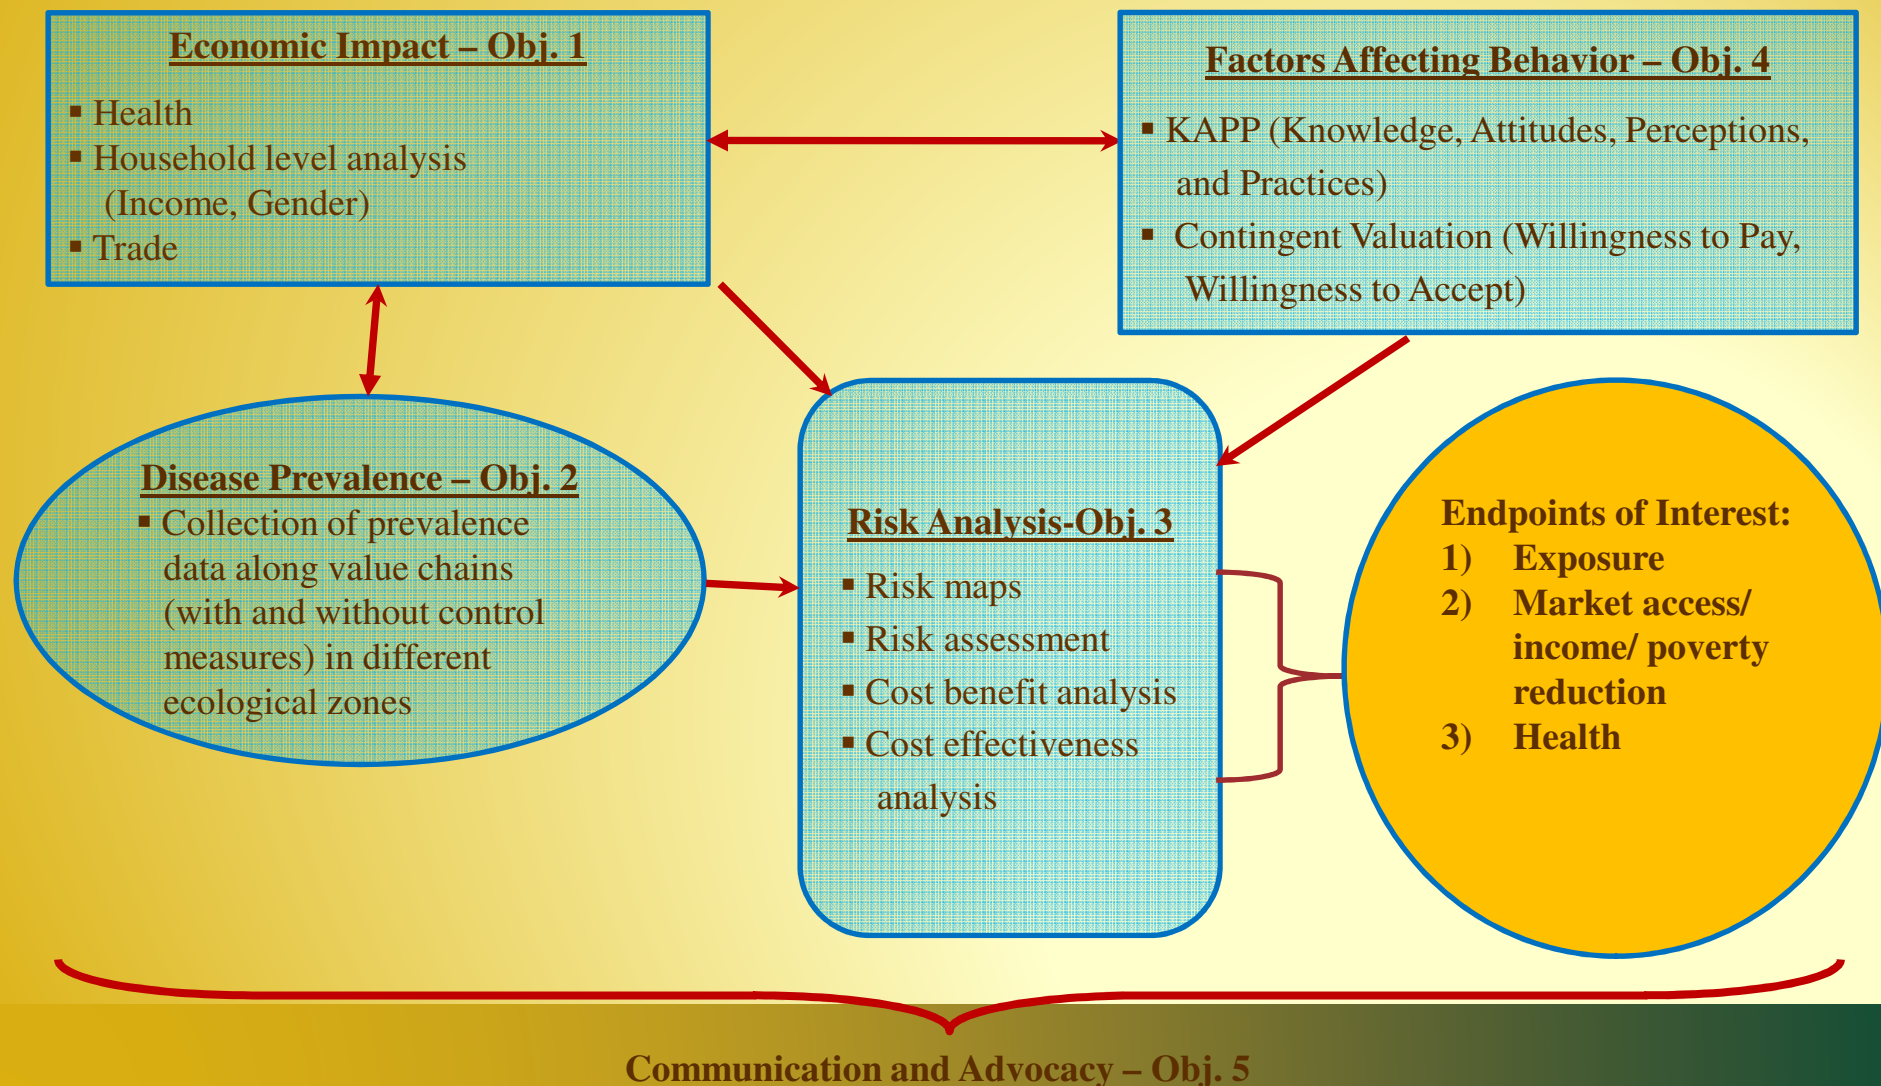 Economic Impact – Obj. 1
▪ Health
▪ Household level analysis
(Income, Gender)
▪ Trade
Factors Affecting Behavior – Obj. 4
▪ KAPP (Knowledge, Attitudes, Perceptions,
and Practices)
▪ Contingent Valuation (Willingness to Pay,
Willingness to Accept)
Disease Prevalence – Obj. 2
▪ Collection of prevalence
data along value chains
(with and without control
measures) in different
ecological zones
Risk Analysis-Obj. 3
▪ Risk maps
▪ Risk assessment
▪ Cost benefit analysis
▪ Cost effectiveness
analysis
Endpoints of Interest:
1) Exposure
2) Market access/
income/ poverty
reduction
3) Health
Communication and Advocacy – Obj. 5